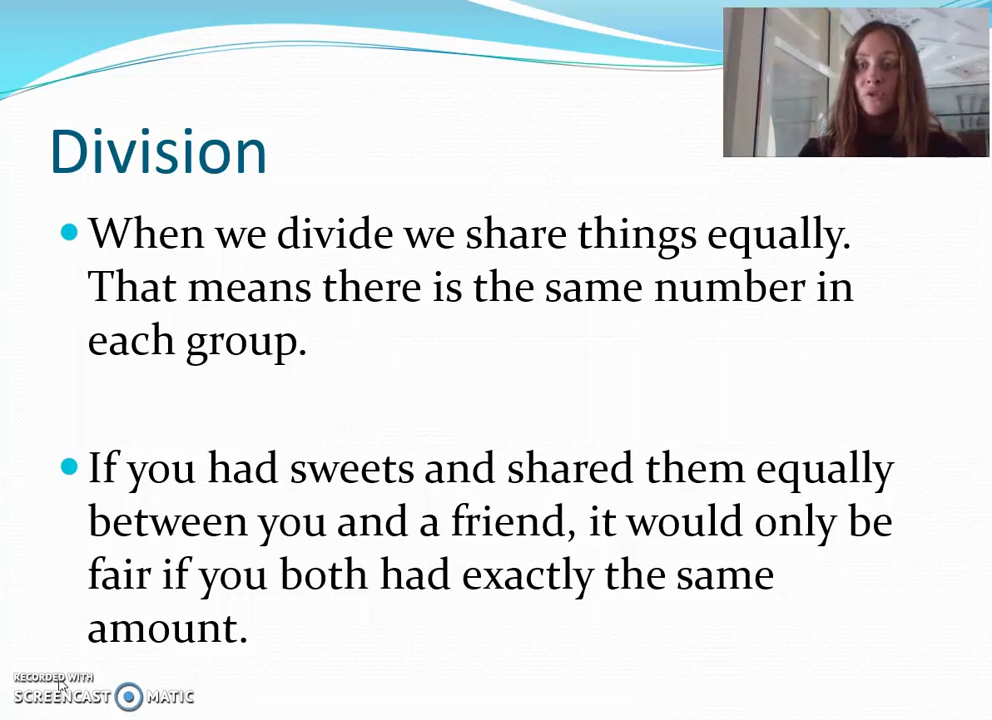 Division
When we divide we share things equally.
That means there is the same number in
each group.
If you had sweets and shared them equally
between you and a friend, it would only be
fair if you both had exactly the same
amount.
RECORDED WITH
SCREENCAST MATIC